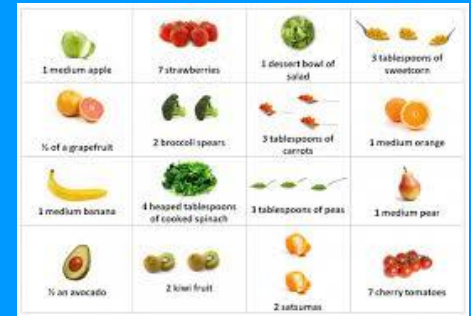 1 medium apple
7 strawberries
1 dessert bowl of
salad
3 tablespoons of
sweetcorn
½ of a grapefruit
2 broccoli spears
3 tablespoons of
carrots
1 medium orange
1 medium banana
4 heaped tablespoons
of cooked spinach
3 tablespoons of peas
1 medium pear
½ an avocado
2 kiwi fruit
2 satsumas
7 cherry tomatoes